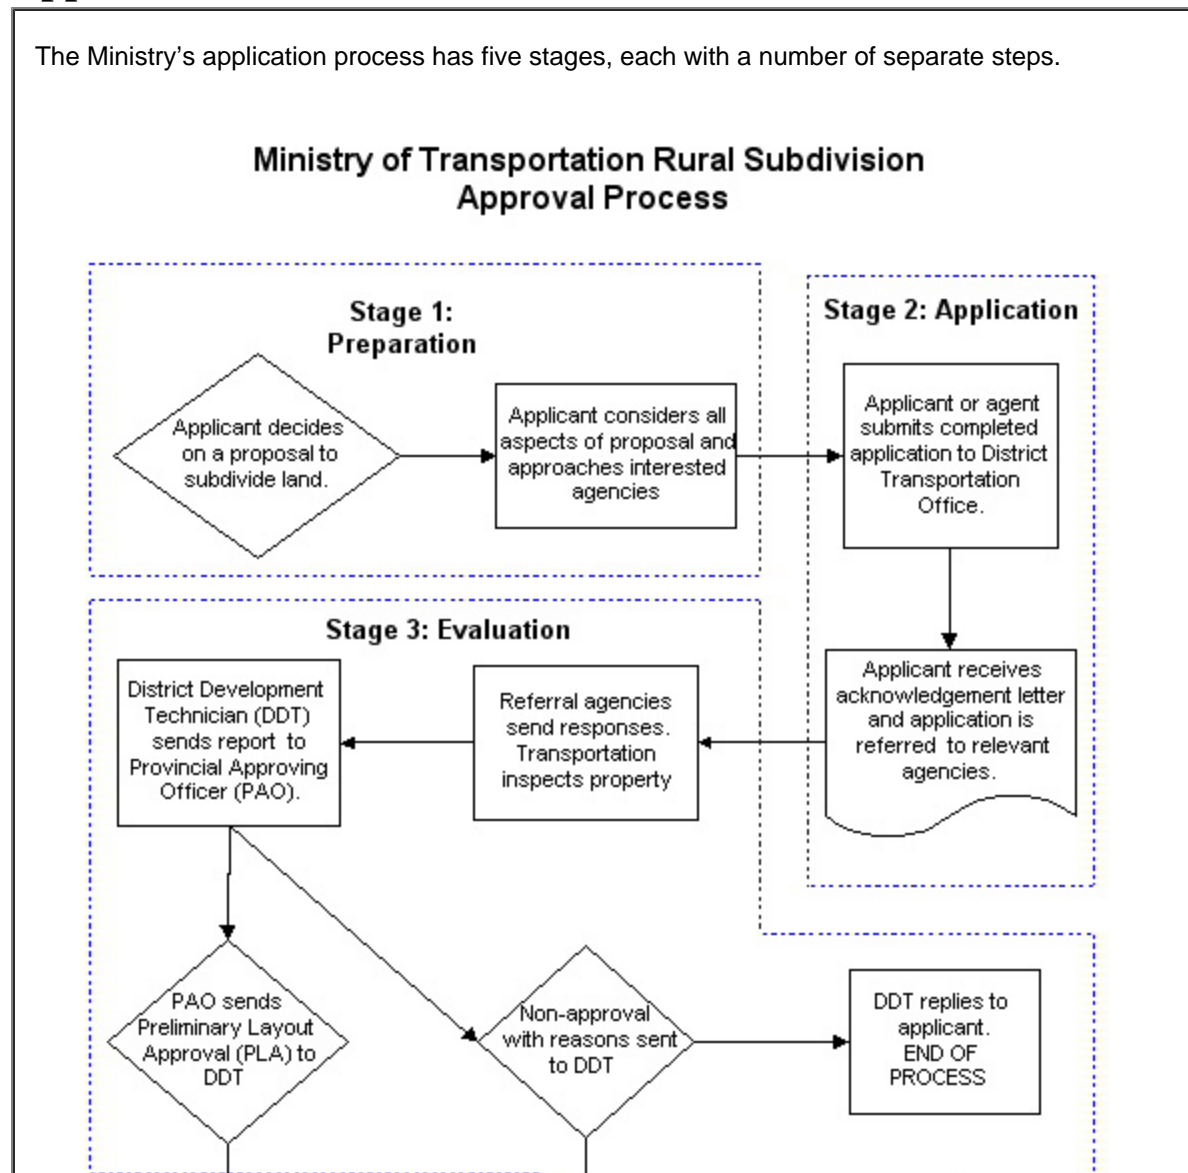 The Ministry’s application process has five stages, each with a number of separate steps.
Ministry of Transportation Rural Subdivision
Approval Process
Stage 1:
Preparation
Applicant decides
on a proposal to
subdivide land.
Applicant considers all
aspects of proposal and
approaches interested
agencies
Stage 2: Application
Applicant or agent
submits completed
application to District
Transportation
Office.
Applicant receives
acknowledgement letter
and application is
referred to relevant
agencies.
Stage 3: Evaluation
Referral agencies
send responses.
Transportation
inspects property
District Development
Technician (DDT)
sends report to
Provincial Approving
Officer (PAO).
PAO sends
Preliminary Layout
Approval (PLA) to
DDT
Non-approval
with reasons sent
to DDT
DDT replies to
applicant.
END OF
PROCESS